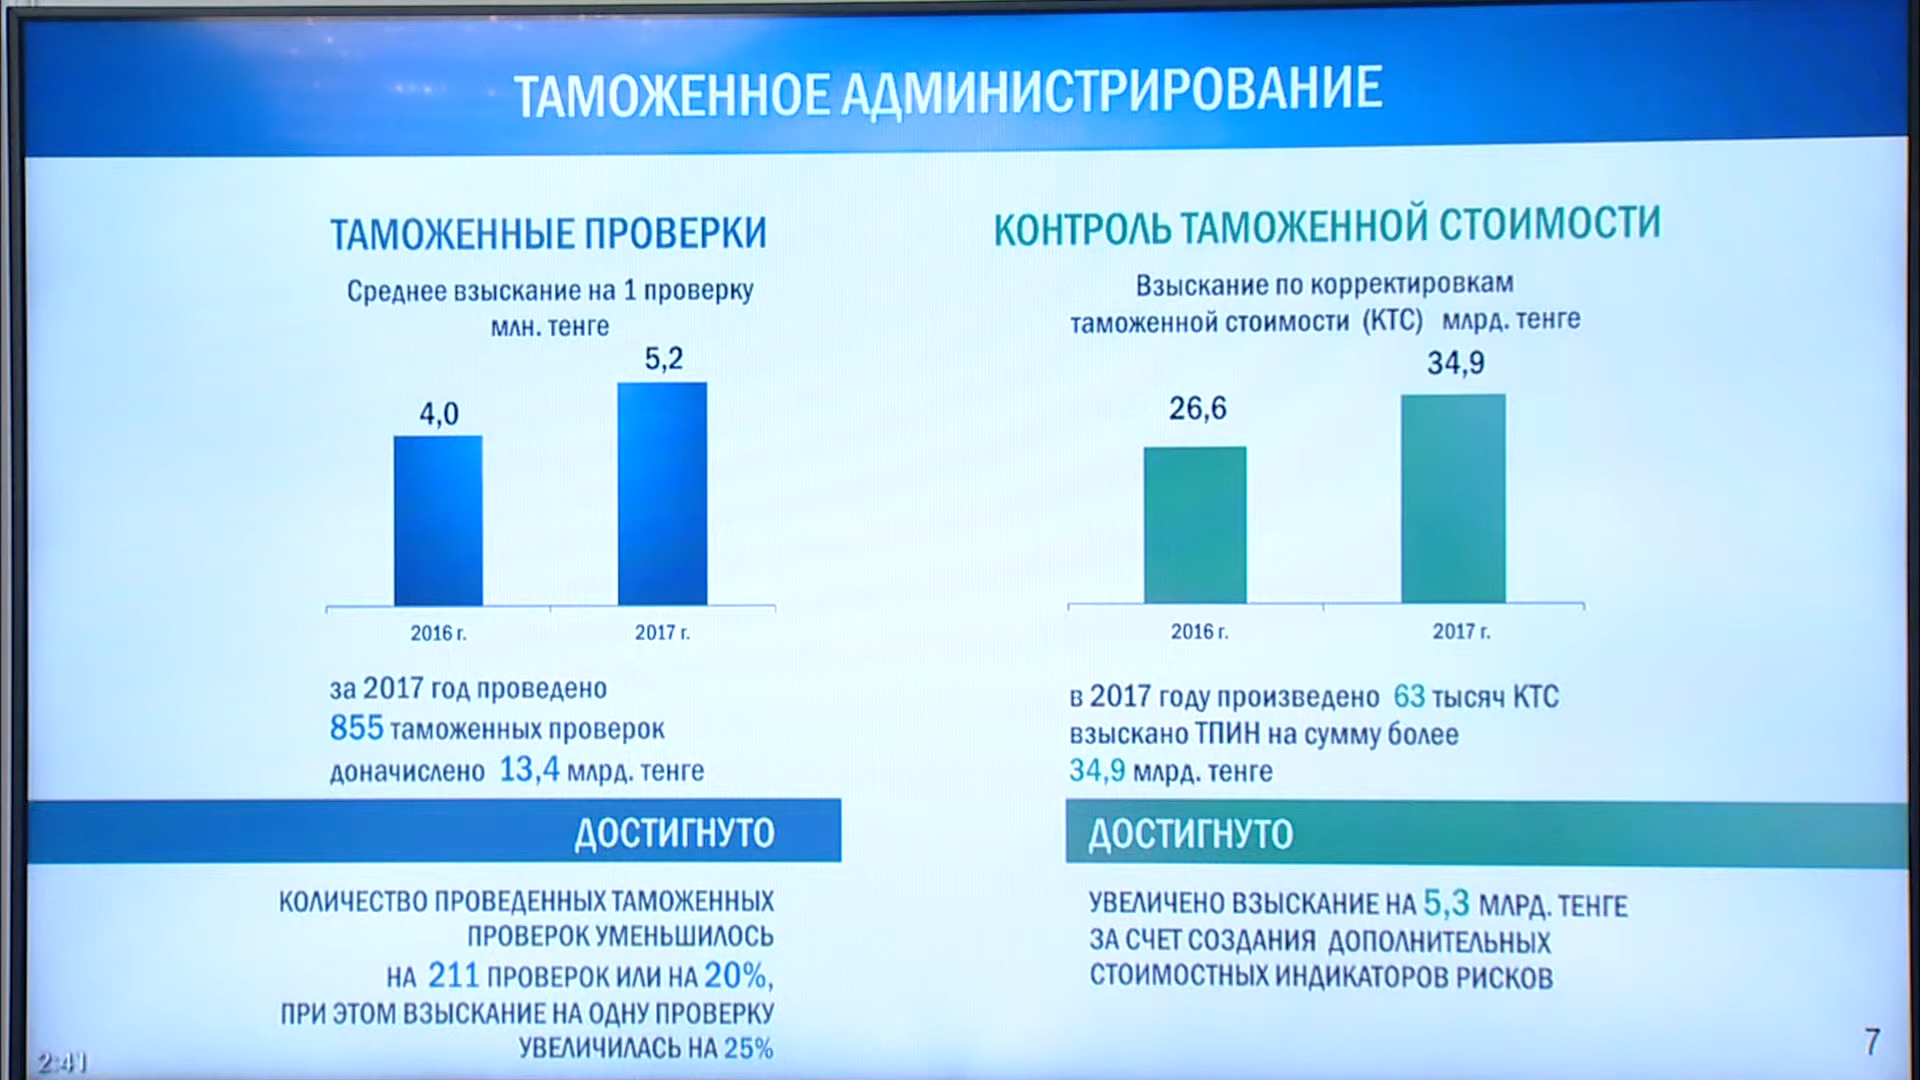 ТАМОЖЕННОЕ АДМИНИСТРИРОВАНИЕ
ТАМОЖЕННЫЕ ПРОВЕРКИ
Среднее взыскание на 1 проверку
млн. тенге
4,0
5,2
2016 г.
2017 г.
за 2017 год проведено
855 таможенных проверок
доначислено 13,4 млрд. тенге
ДОСТИГНУТО
КОЛИЧЕСТВО ПРОВЕДЕННЫХ ТАМОЖЕННЫХ
ПРОВЕРОК УМЕНЬШИЛОСЬ
НА 211 ПРОВЕРОК ИЛИ НА 20%,
ПРИ ЭТОМ ВЗЫСКАНИЕ НА ОДНУ ПРОВЕРКУ
УВЕЛИЧИЛАСЬ НА 25%
КОНТРОЛЬ ТАМОЖЕННОЙ СТОИМОСТИ
Взыскание по корректировкам
таможенной стоимости (КТС) млрд. тенге
26,6
34,9
2016 г.
2017 г.
в 2017 году произведено 63 тысяч КТС
взыскано ТПИН на сумму более
34,9 млрд. тенге
ДОСТИГНУТО
УВЕЛИЧЕНО ВЗЫСКАНИЕ НА 5,3 МЛРД. ТЕНГЕ
ЗА СЧЕТ СОЗДАНИЯ ДОПОЛНИТЕЛЬНЫХ
СТОИМОСТНЫХ ИНДИКАТОРОВ РИСКОВ
7
2:41